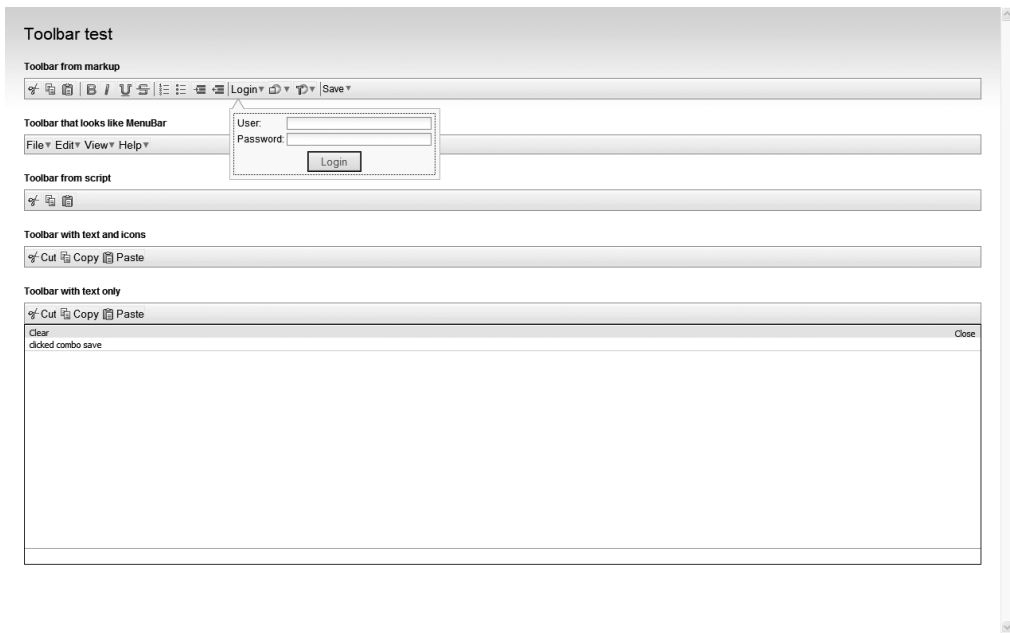 Toolbar test
Toolbar from markup
Login Save
User:
Password:
Login
Toolbar that looks like MenuBar
File Edit View Help
Toolbar from script
Toolbar with text and icons
Cut Copy Paste
Toolbar with text only
Cut Copy Paste
Clear Close
clicked combo save